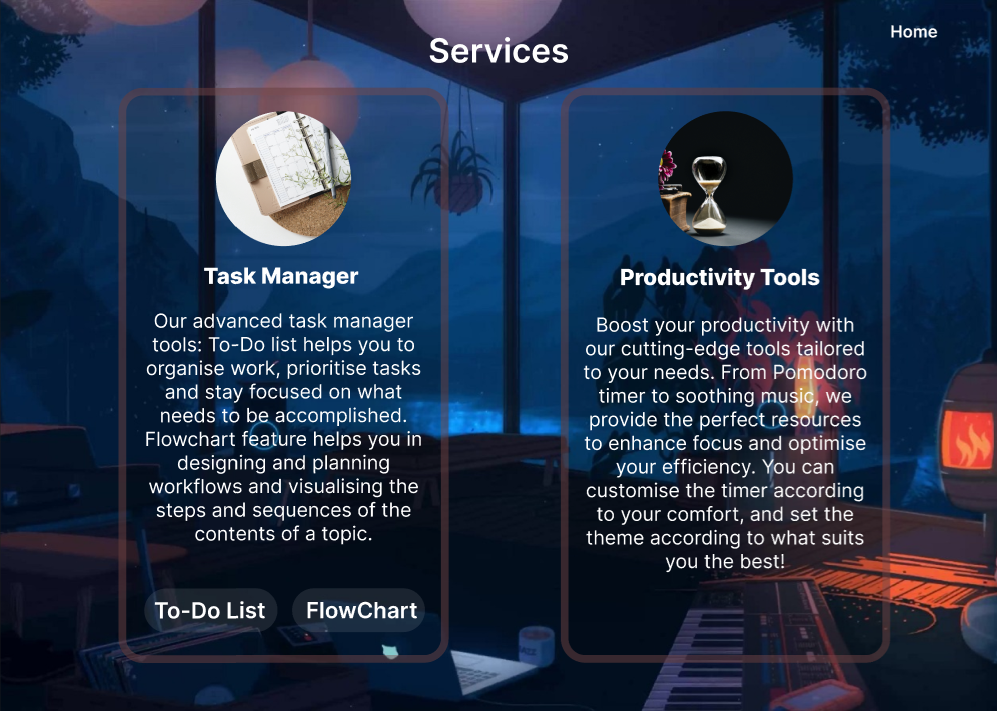 Home
Services
Task Manager
Our advanced task manager
tools: To-Do list helps you to
organise work, prioritise tasks
and stay focused on what
needs to be accomplished.
Flowchart feature helps you in
designing and planning
workflows and visualising the
steps and sequences of the
contents of a topic.
To-Do List
FlowChart
Productivity Tools
Boost your productivity with
our cutting-edge tools tailored
to your needs. From Pomodoro
timer to soothing music, we
provide the perfect resources
to enhance focus and optimise
your efficiency. You can
customise the timer according
to your comfort, and set the
theme according to what suits
you the best!